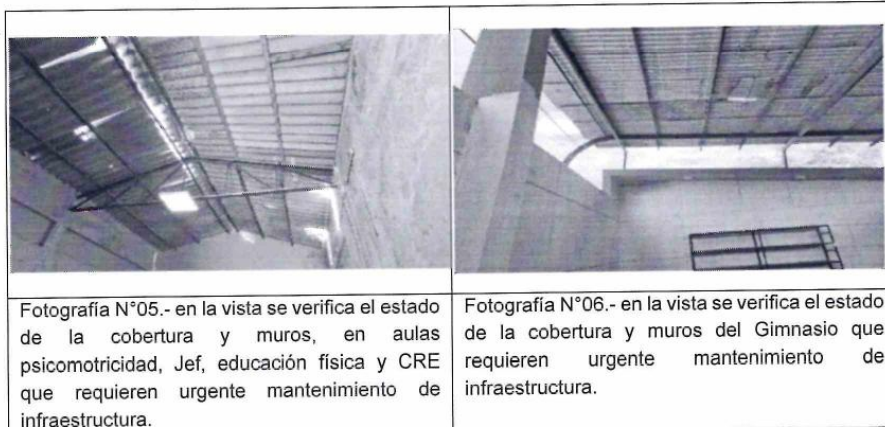 Fotografía N°05.- en la vista se verifica el estado
de la cobertura y muros, en aulas
psicomotricidad, Jef, educación física y CRE
que requieren urgente mantenimiento de
infraestructura.
Fotografía N°06.- en la vista se verifica el estado
de la cobertura y muros del Gimnasio que
requieren urgente mantenimiento de
infraestructura.